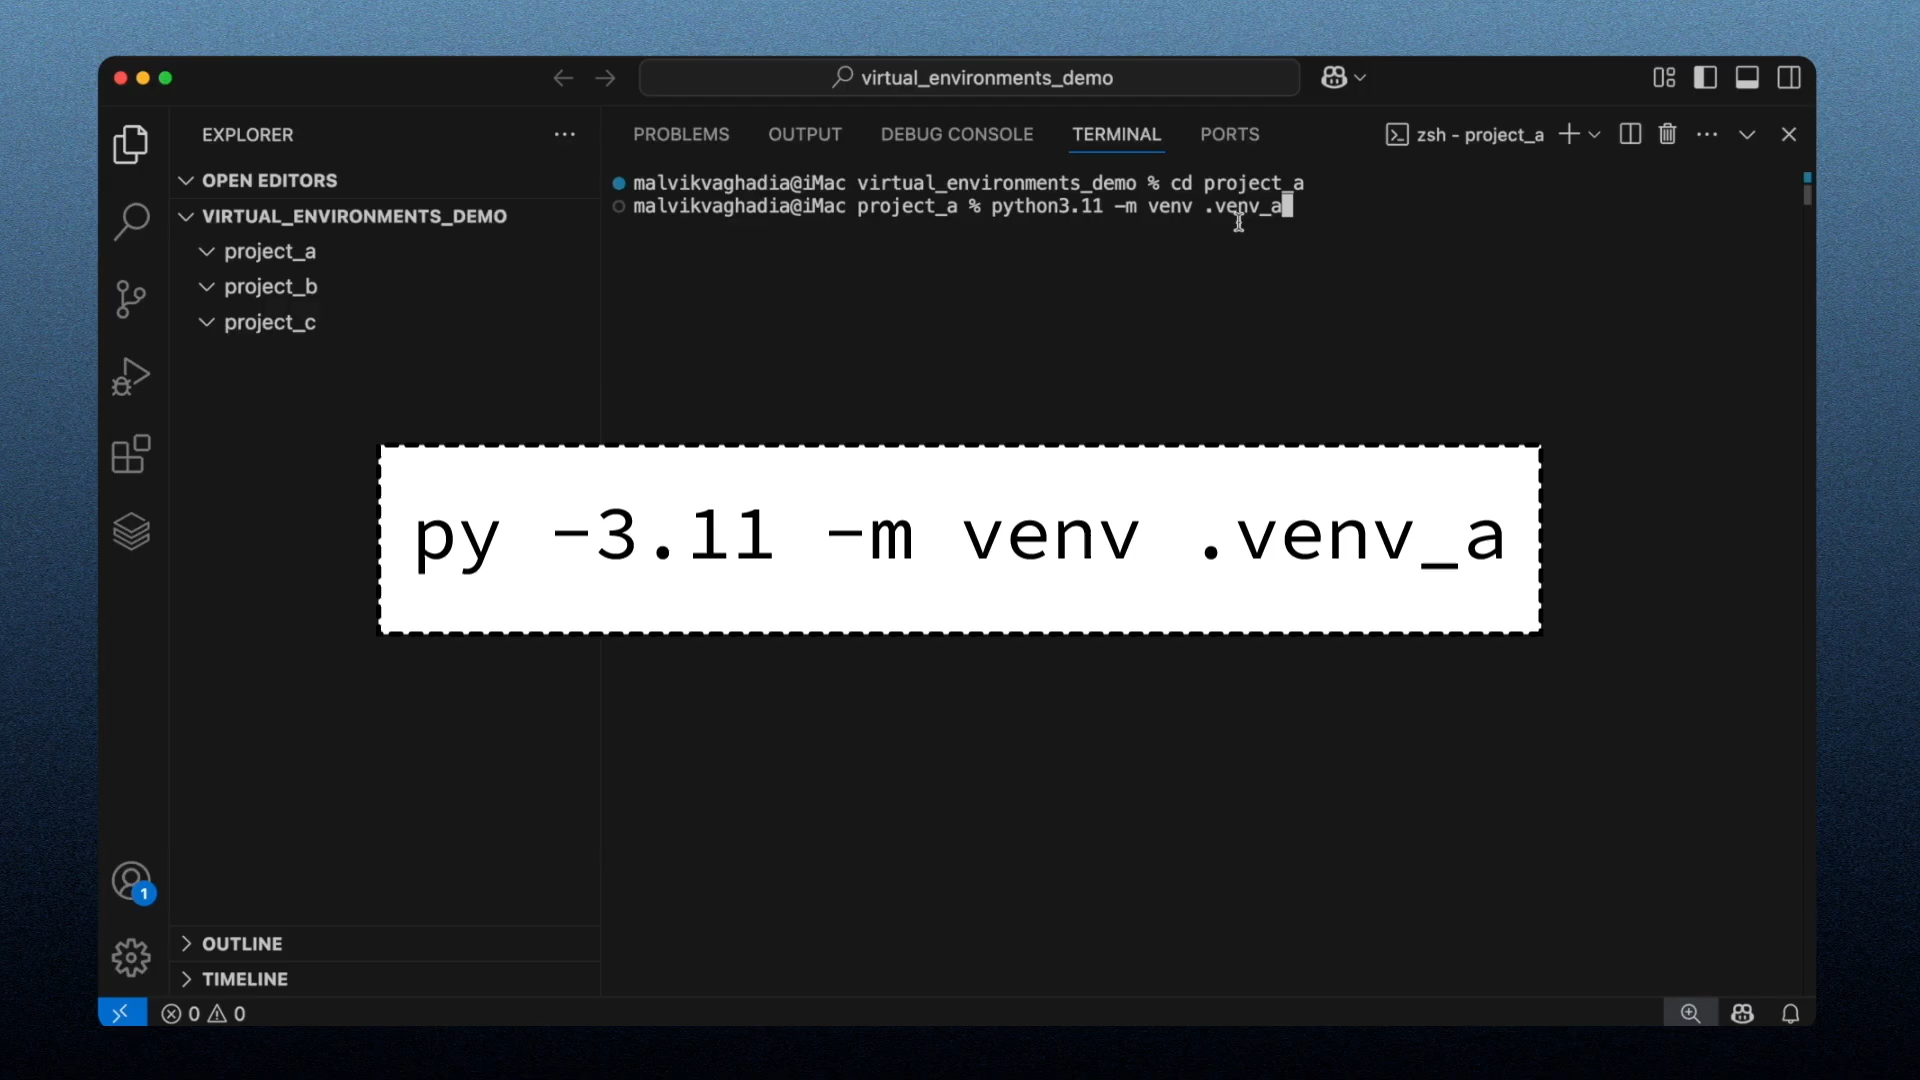 virtual_environments_demo
EXPLORER
PROBLEMS OUTPUT DEBUG CONSOLE TERMINAL PORTS
zsh - project_a
OPEN EDITORS
VIRTUAL_ENVIRONMENTS_DEMO
project_a
project_b
project_c
malvikvaghadia@iMac virtual_environments_demo % cd project_a
malvikvaghadia@iMac project_a % python3.11 -m venv .venv_a
py -3.11 -m venv .venv_a
1
OUTLINE
TIMELINE
0 0